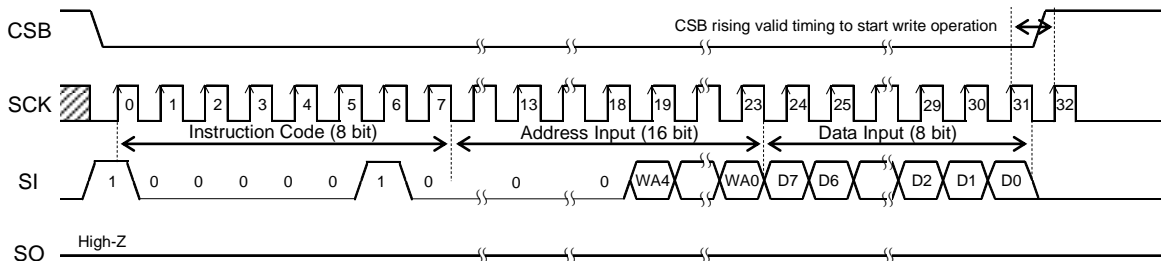 CSB
CSB rising valid timing to start write operation
SCK
0 1 2 3 4 5 6 7 13 18 19 23 24 25 29 30 31 32
Instruction Code (8 bit) Address Input (16 bit) Data Input (8 bit)
SI
1 0 0 0 0 0 1 0 0 0 WA4 WA0 D7 D6 D2 D1 D0
High-Z
SO